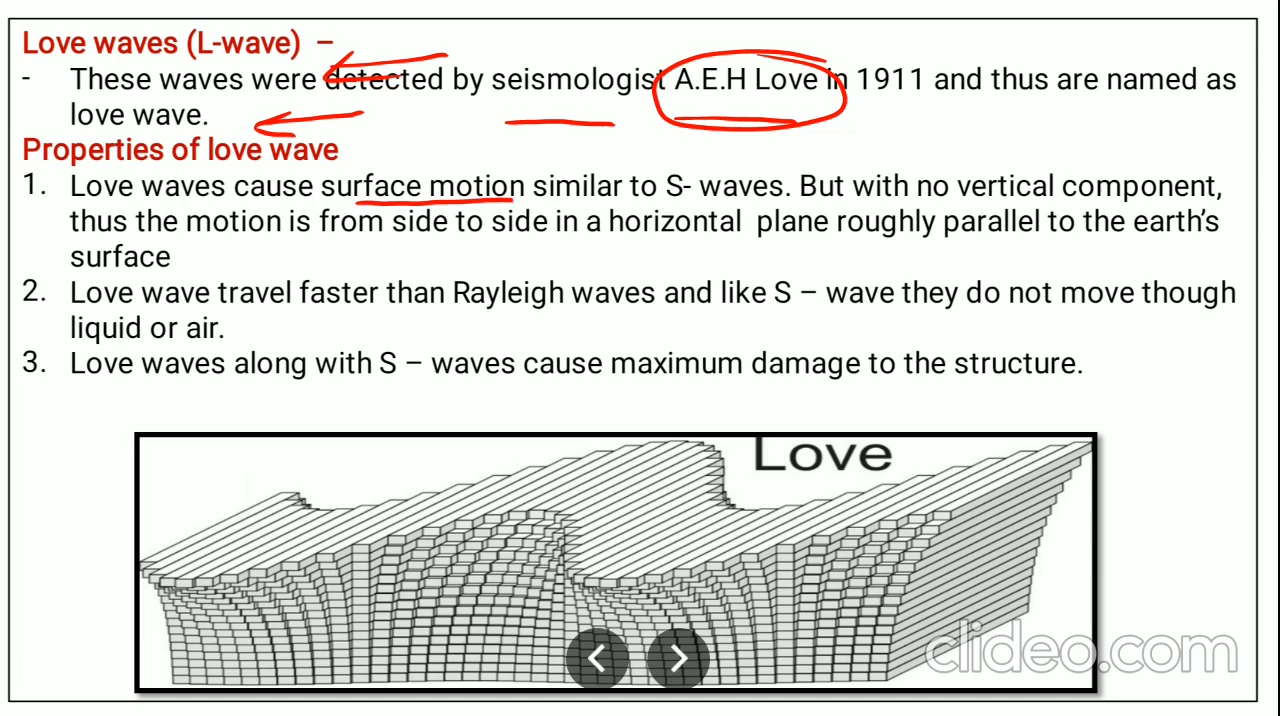 Love waves (L-wave) –
- These waves were detected by seismologist A.E.H Love in 1911 and thus are named as
love wave.
Properties of love wave
1. Love waves cause surface motion similar to S- waves. But with no vertical component,
thus the motion is from side to side in a horizontal plane roughly parallel to the earth's
surface
2. Love wave travel faster than Rayleigh waves and like S – wave they do not move though
liquid or air.
3. Love waves along with S – waves cause maximum damage to the structure.
Love
clideo.com